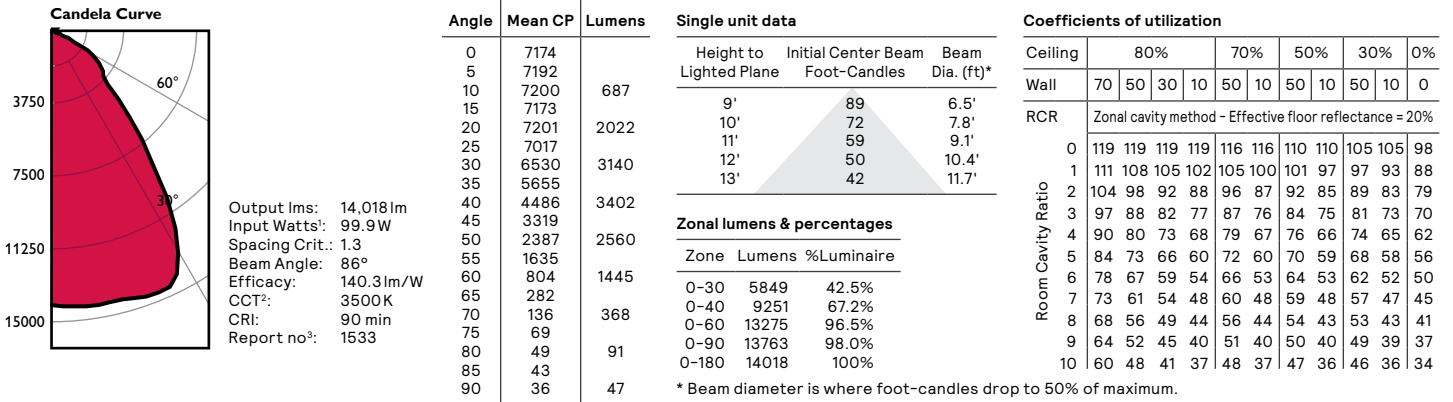 Candela Curve
60°
3750
7500
30°
11250
15000
Output lms: 14,018 lm
Input Watts¹: 99.9 W
Spacing Crit.: 1.3
Beam Angle: 86°
Efficacy: 140.3 lm/W
CCT²: 3500 K
CRI: 90 min
Report no³: 1533
Angle Mean CP Lumens
0 7174
5 7192
10 7200 687
15 7173
20 7201 2022
25 7017
30 6530 3140
35 5655
40 4486 3402
45 3319
50 2387 2560
55 1635
60 804 1445
65 282
70 136 368
75 69
80 49 91
85 43
90 36 47
Single unit data
Height to Initial Center Beam Beam
Lighted Plane Foot-Candles Dia. (ft)*
9' 89 6.5'
10' 72 7.8'
11' 59 9.1'
12' 50 10.4'
13' 42 11.7'
Zonal lumens & percentages
Zone Lumens %Luminaire
0-30 5849 42.5%
0-40 9251 67.2%
0-60 13275 96.5%
0-90 13763 98.0%
0-180 14018 100%
* Beam diameter is where foot-candles drop to 50% of maximum.
Coefficients of utilization
Ceiling 80% 70% 50% 30% 0%
Wall 70 50 30 10 50 10 50 10 50 10 0
RCR Zonal cavity method - Effective floor reflectance = 20%
Room Cavity Ratio
0 119 119 119 119 116 116 110 110 105 105 98
1 111 108 105 102 105 100 101 97 97 93 88
2 104 98 92 88 96 87 92 85 89 83 79
3 97 88 82 77 87 76 84 75 81 73 70
4 90 80 73 68 79 67 76 66 74 65 62
5 84 73 66 60 72 60 70 59 68 58 56
6 78 67 59 54 66 53 64 53 62 52 50
7 73 61 54 48 60 48 59 48 57 47 45
8 68 56 49 44 56 44 54 43 53 43 41
9 64 52 45 40 51 40 50 40 49 39 37
10 60 48 41 37 48 37 47 36 46 36 34